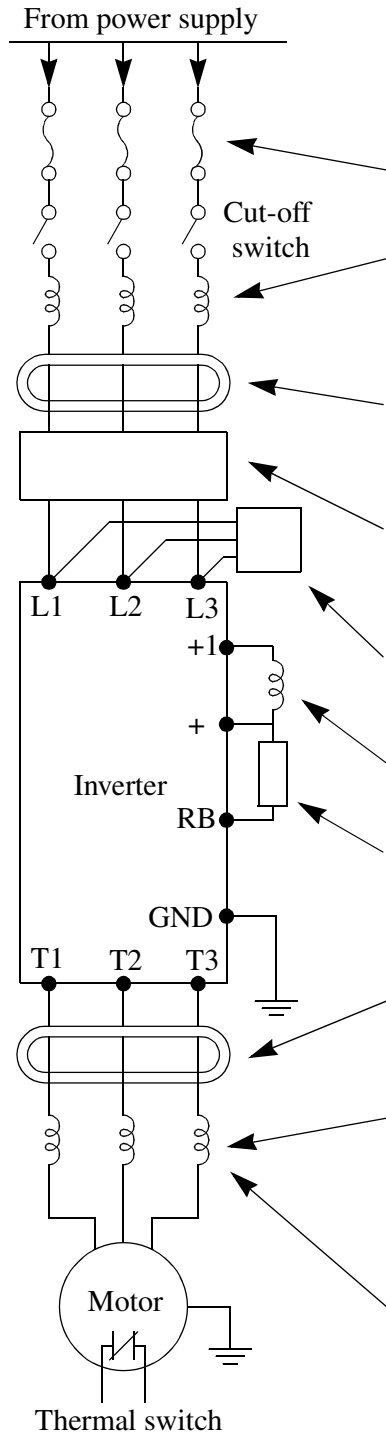 From power supply
Cut-off
switch
L1 L2 L3
+1
+
Inverter
RB
GND
T1 T2 T3
Motor
Thermal switch